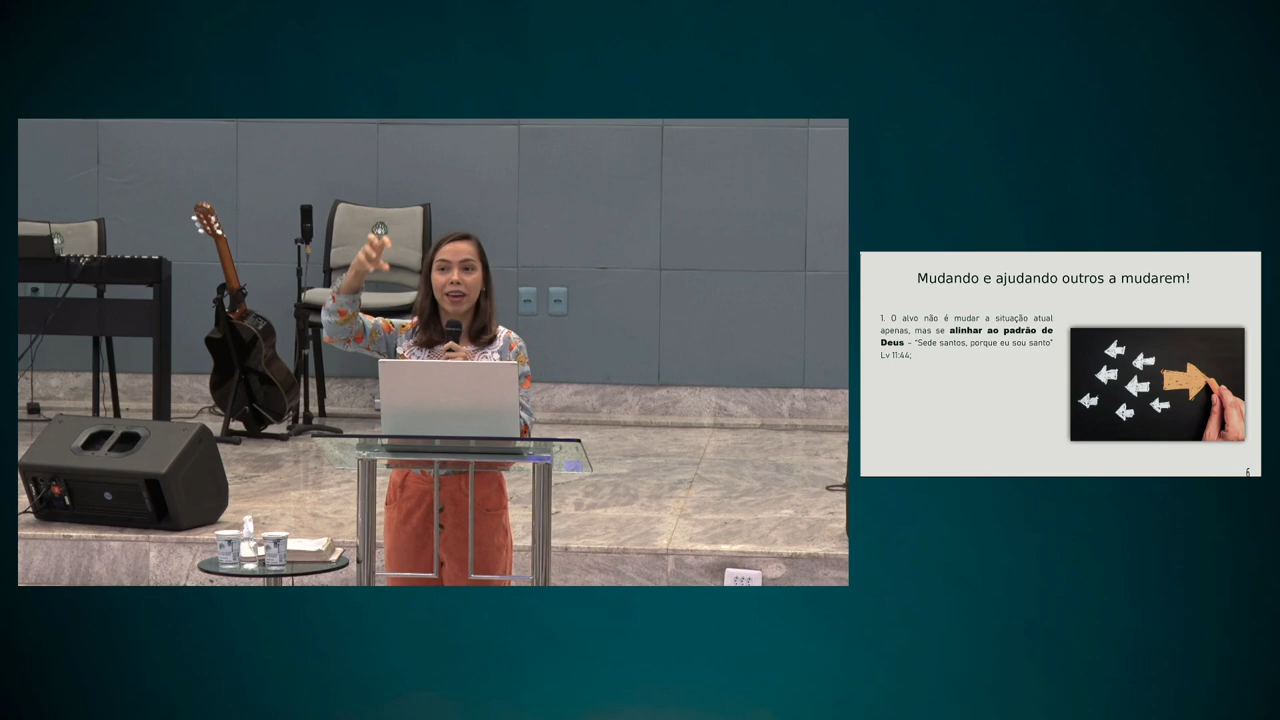 Mudando e ajudando outros a mudarem!
1. O alvo não é mudar a situação atual
apenas, mas se alinhar ao padrão de
Deus - "Sede santos, porque eu sou santo"
Lv 11:44;
6